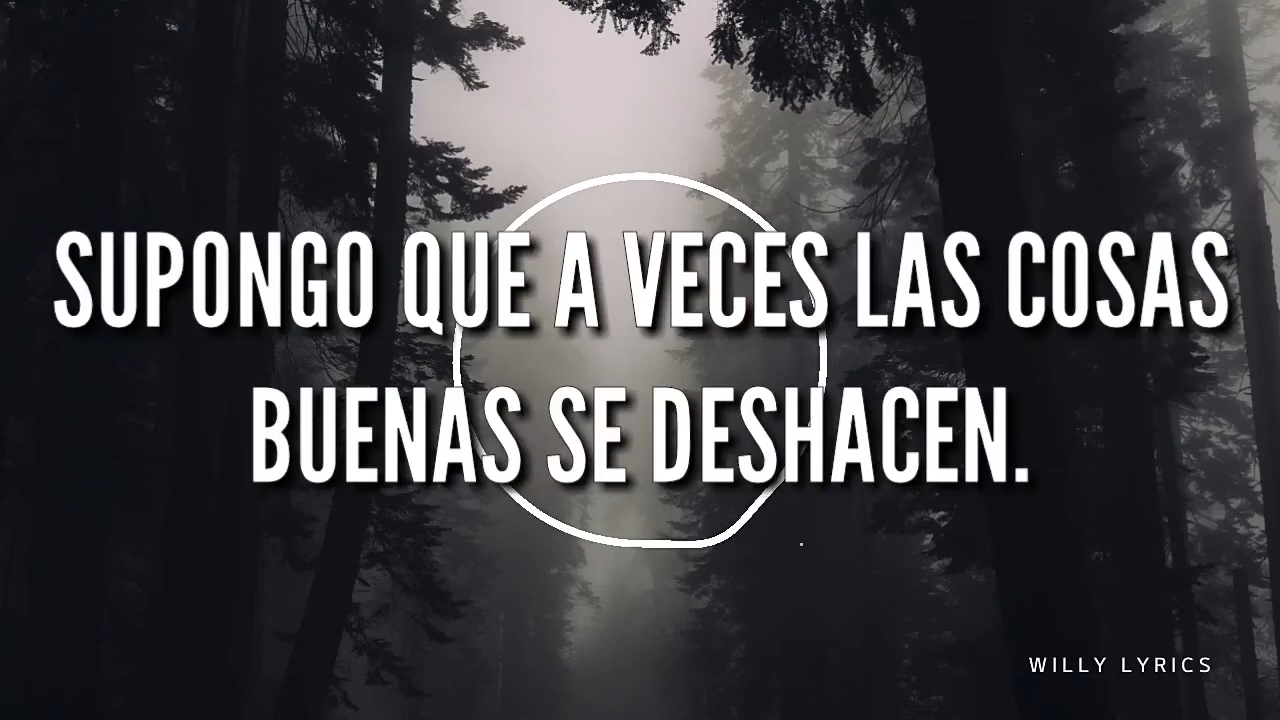 SUPONGO QUE A VECES LAS COSAS
BUENAS SE DESHACEN.
WILLY LYRICS